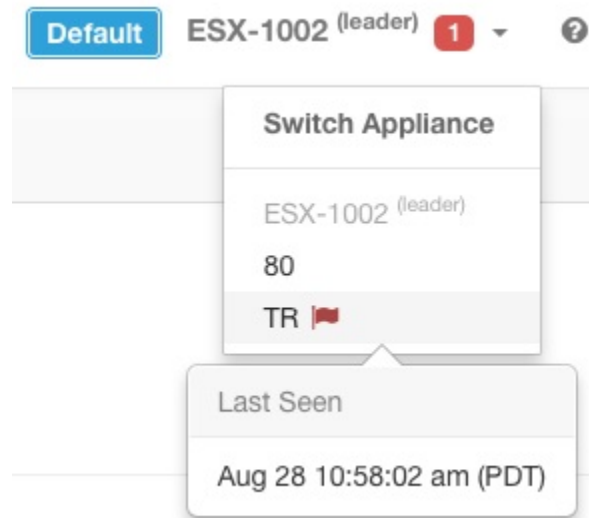 Default ESX-1002 (leader) 1
Switch Appliance
ESX-1002 (leader)
80
TR
Last Seen
Aug 28 10:58:02 am (PDT)